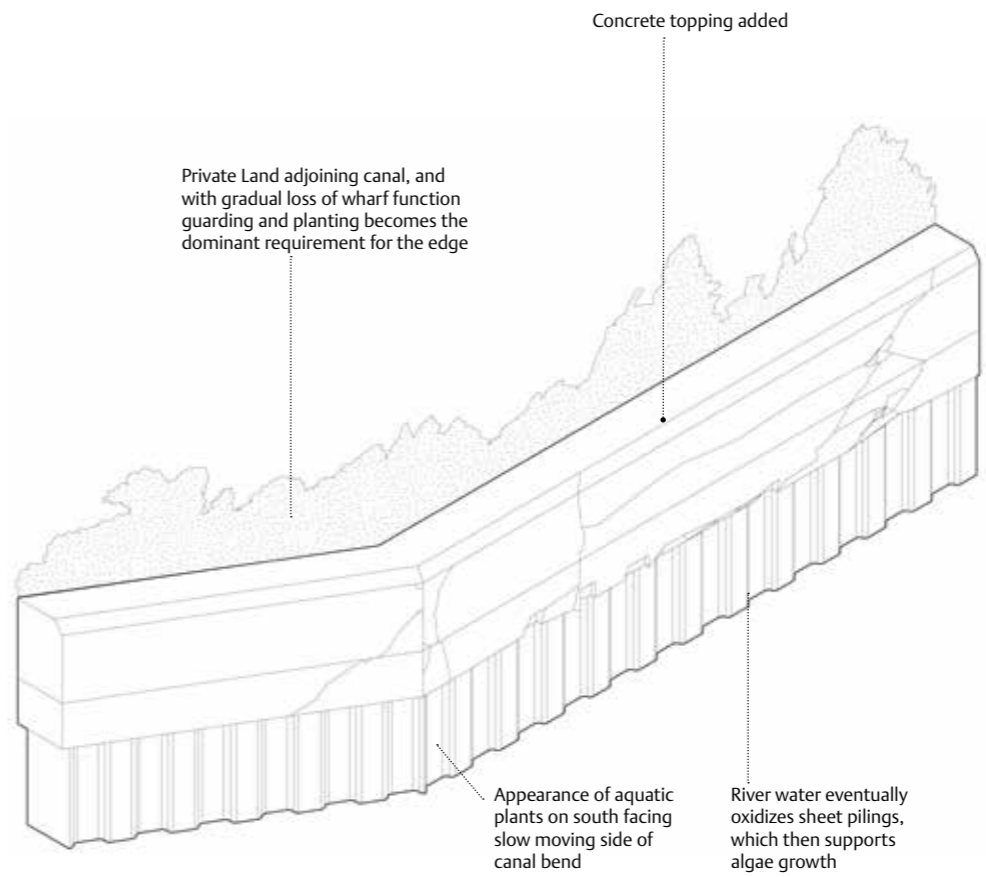 Concrete topping added
Private Land adjoining canal, and
with gradual loss of wharf function
guarding and planting becomes the
dominant requirement for the edge
Appearance of aquatic
plants on south facing
slow moving side of
canal bend
River water eventually
oxidizes sheet pilings,
which then supports
algae growth